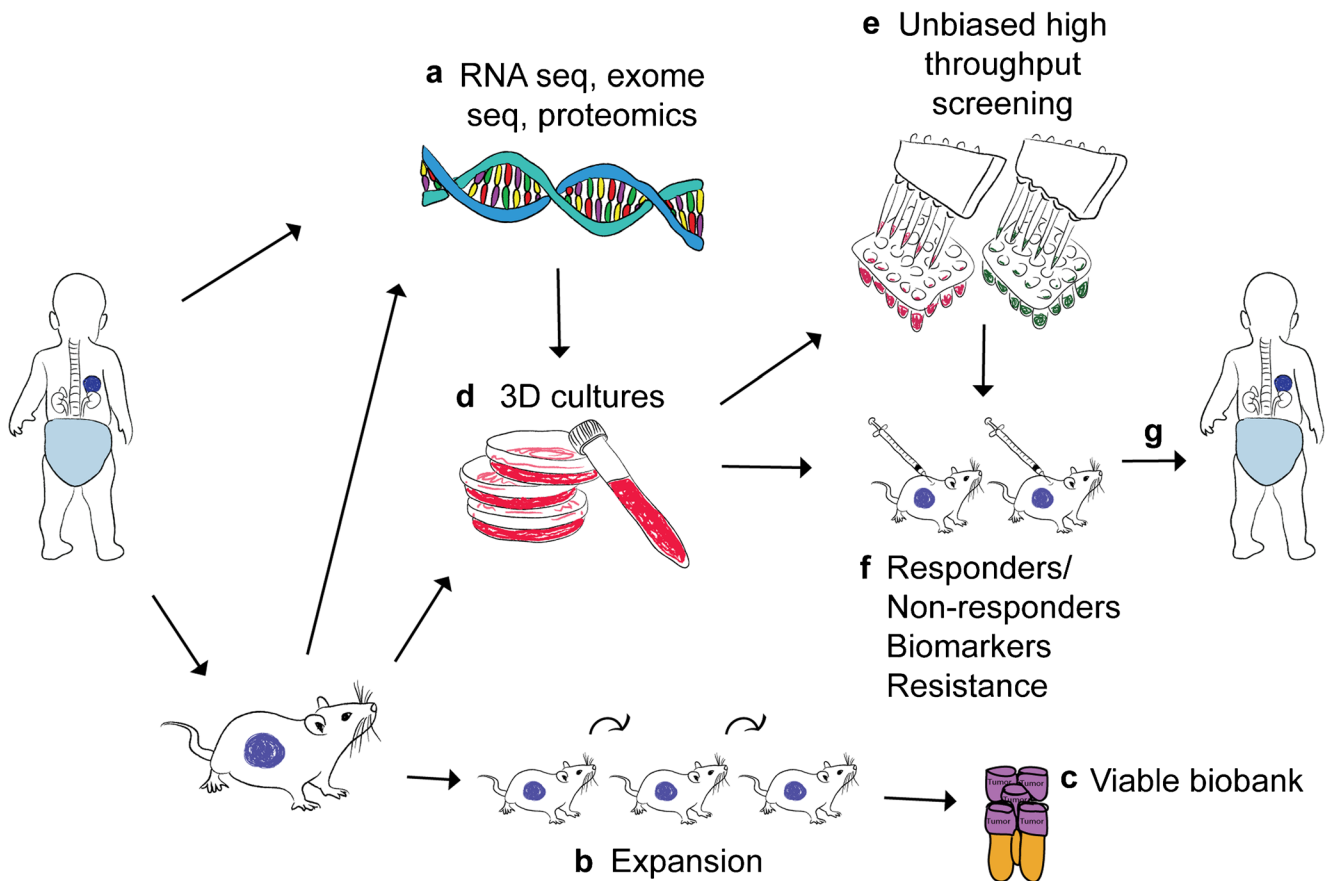 a RNA seq, exome
seq, proteomics
e Unbiased high
throughput
screening
d 3D cultures
g
f Responders/
Non-responders
Biomarkers
Resistance
b Expansion
c Viable biobank
Tumor Tumor
Tumor
Tumor Tumor